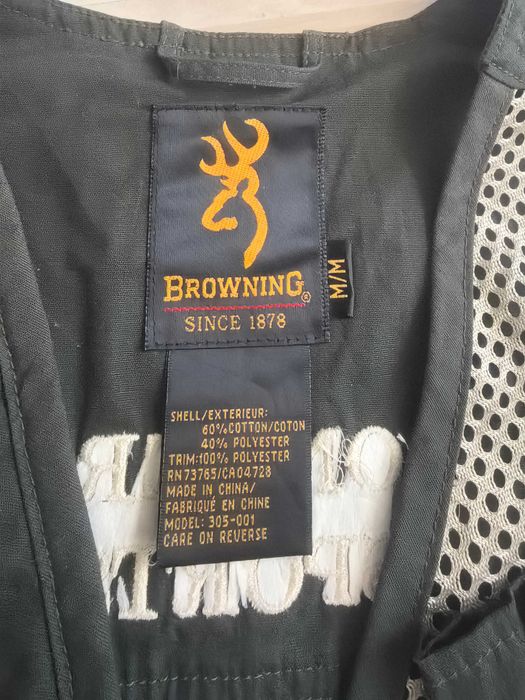 BROWNING®
SINCE 1878
M/M
SHELL/EXTERIEUR:
60%COTTON/COTON
40% POLYESTER
TRIM:100% POLYESTER
RN73765/CA04728
MADE IN CHINA/
FABRIQUÉ EN CHINE
MODEL: 305-001
CARE ON REVERSE